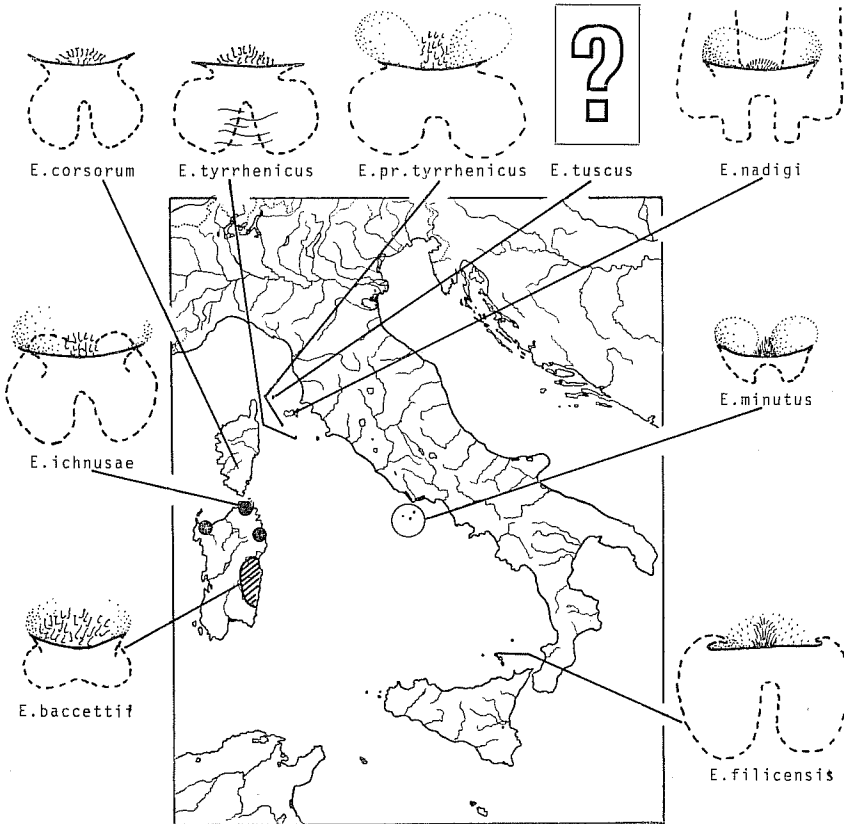 ?
E.corsorum E.tyrrhenicus E.pr.tyrrhenicus E.tuscus E.nadigi
E.minutus
E.ichnusae
E.baccettii
E.filicensis